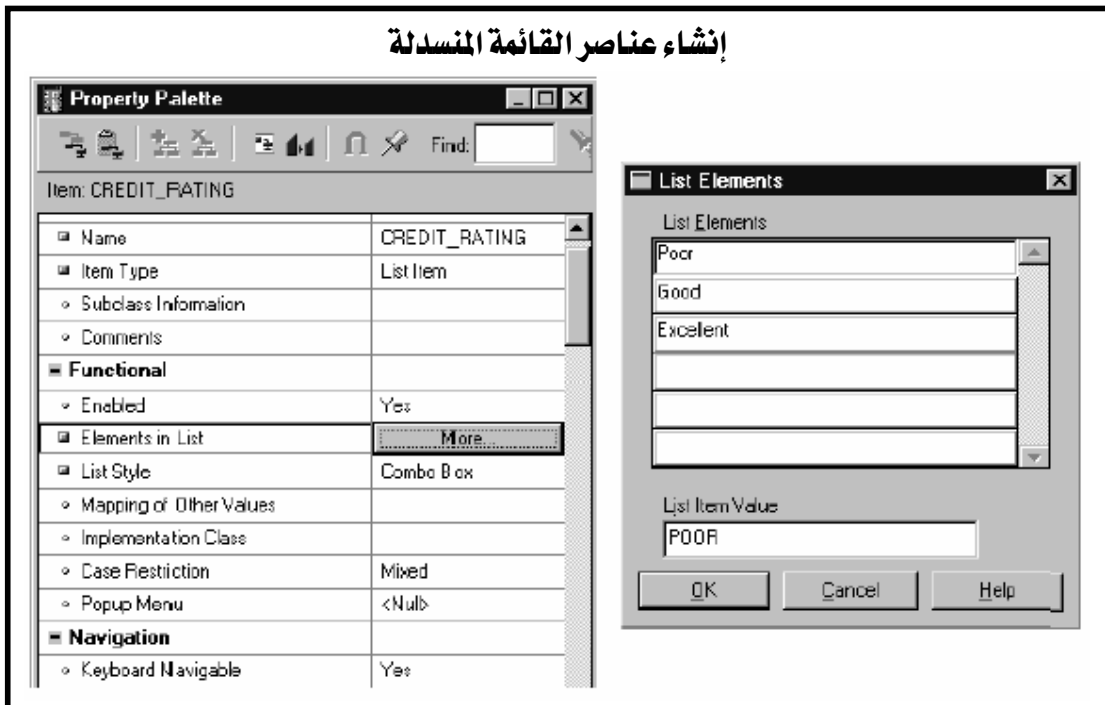 إنشاء عناصر القائمة المنسدلة
Property Palette
Find:
Item: CREDIT_RATING
Name CREDIT_RATING
Item Type List Item
Subclass Information
Comments
Functional
Enabled Yes
Elements in List More...
List Style Combo Box
Mapping of Other Values
Implementation Class
Case Restriction Mixed
Popup Menu <Null>
Navigation
Keyboard Navigable Yes
List Elements
List Elements
Poor
Good
Excellent
List Item Value
POOR
OK Cancel Help